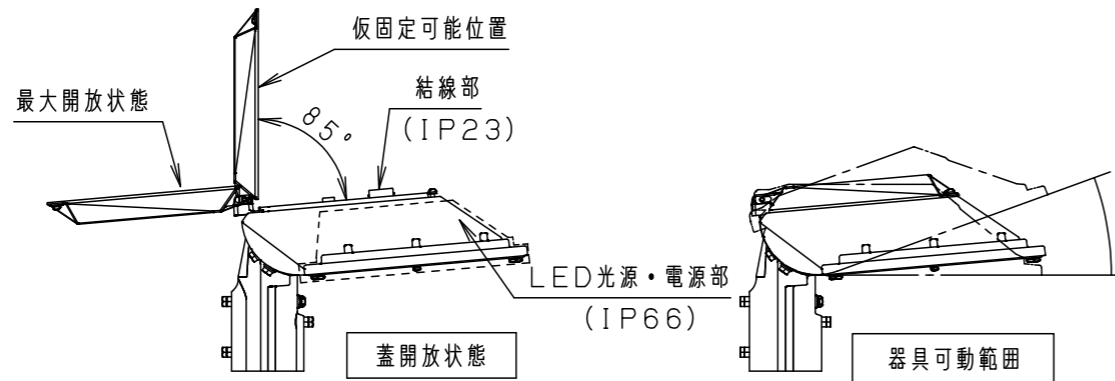 仮固定可能位置
最大開放状態
結線部
(IP23)
85°
LED光源・電源部
(IP66)
蓋開放状態
器具可動範囲